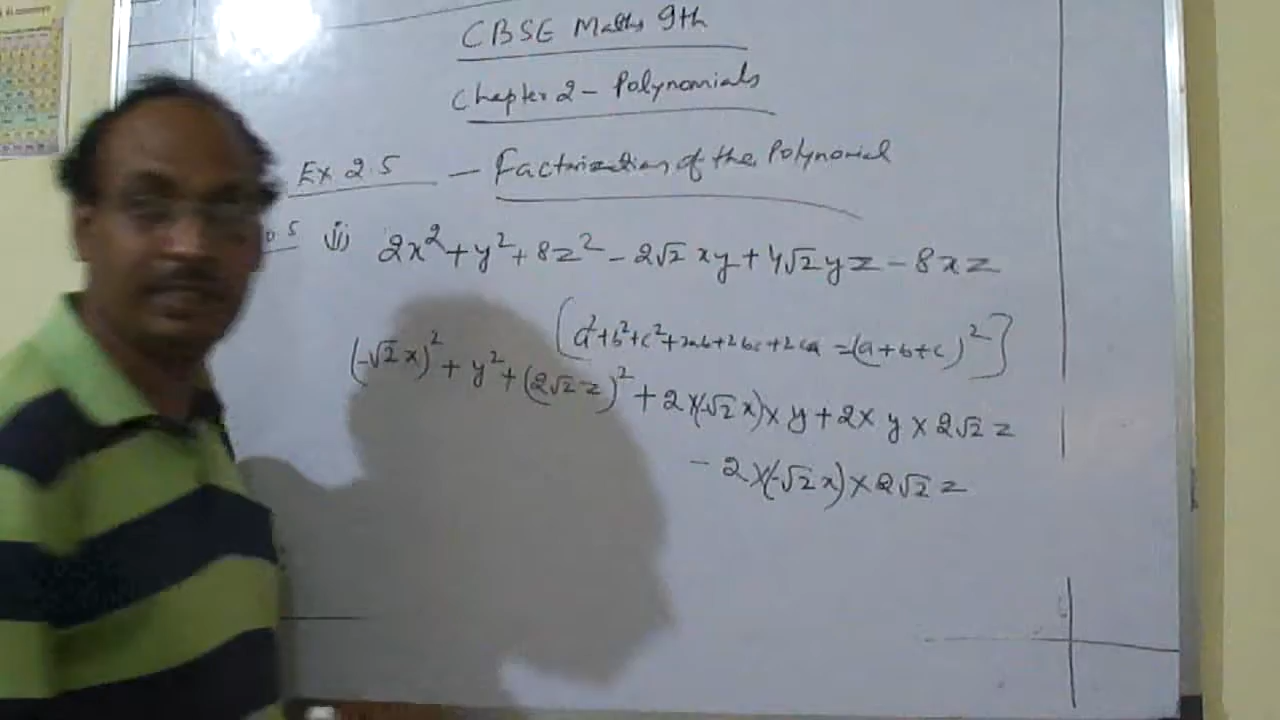 CBSE Maths 9th
Chapter 2 - Polynomials
Ex. 2.5 - Factorization of the Polynomial
5 ii) 2x² + y² + 8z² - 2√2 xy + 4√2 yz - 8xz
[a² + b² + c² + 2ab + 2bc + 2ca = (a + b + c)²]
(-√2 x)² + y² + (2√2 z)² + 2×(-√2 x) × y + 2 × y × 2√2 z
- 2×(-√2 x) × 2√2 z